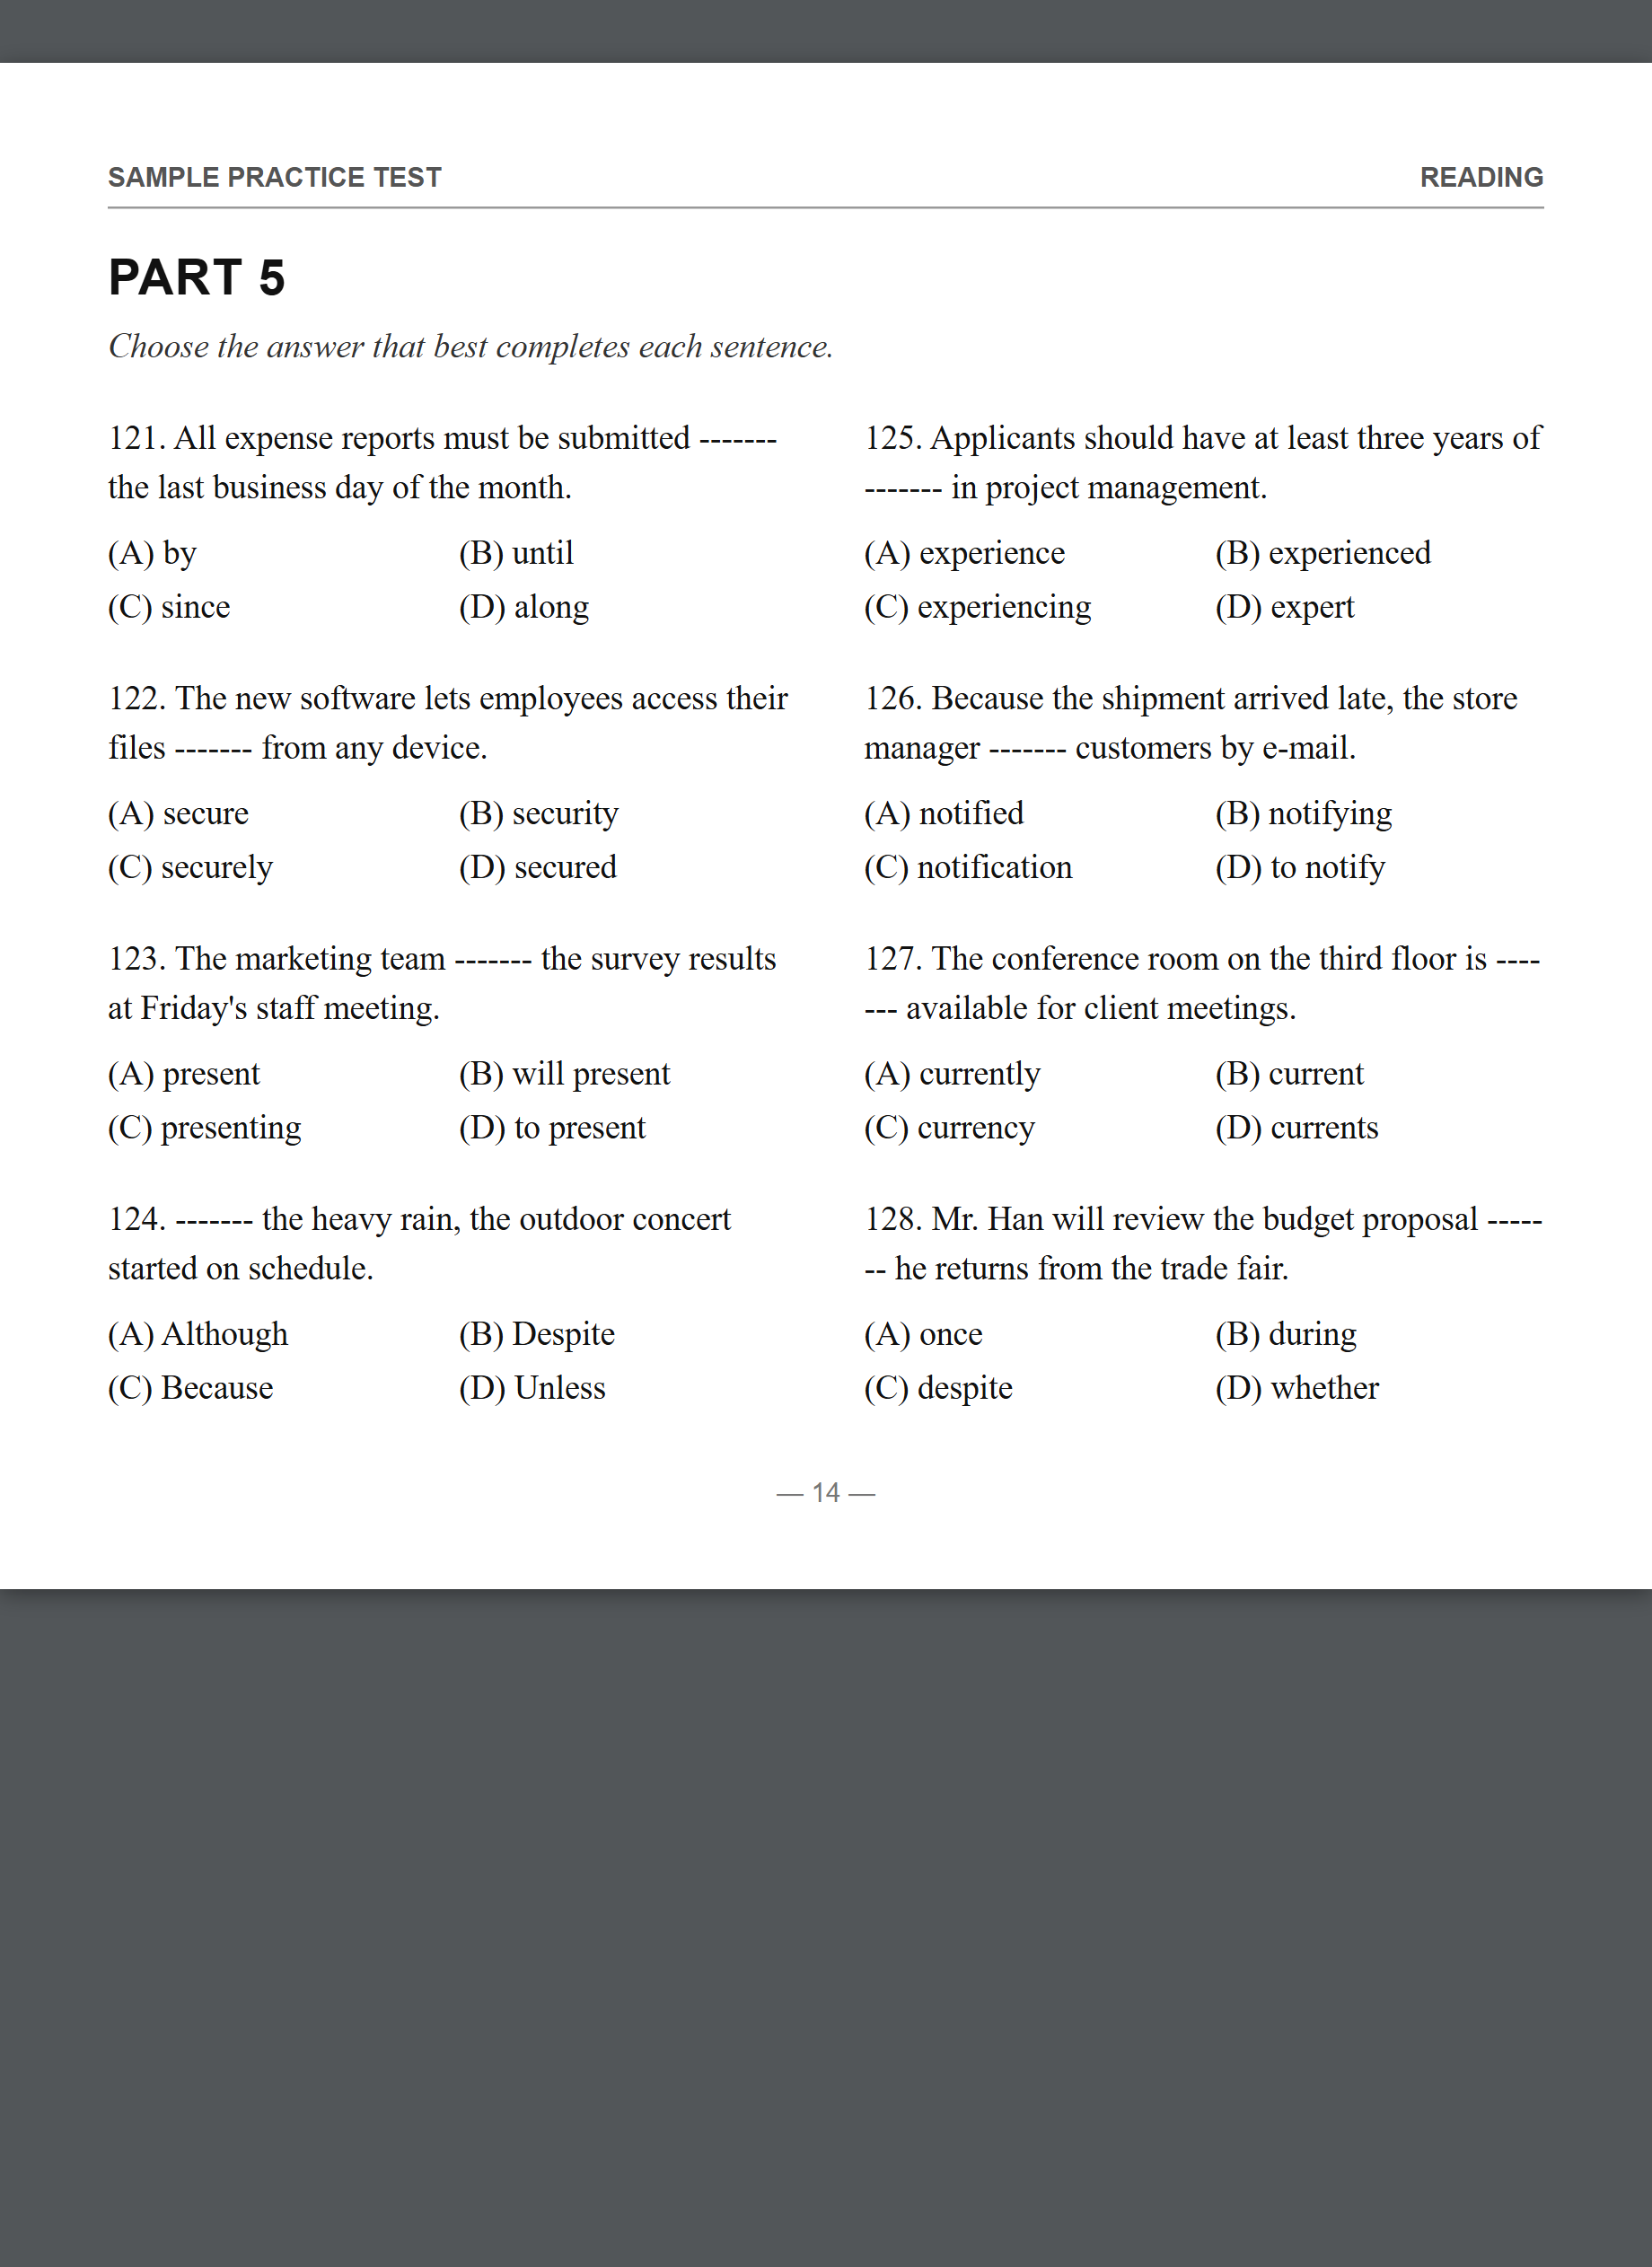 SAMPLE PRACTICE TEST
READING
PART 5
Choose the answer that best completes each sentence.
121. All expense reports must be submitted -------
the last business day of the month.
(A) by
(B) until
(C) since
(D) along
122. The new software lets employees access their
files ------- from any device.
(A) secure
(B) security
(C) securely
(D) secured
123. The marketing team ------- the survey results
at Friday's staff meeting.
(A) present
(B) will present
(C) presenting
(D) to present
124. ------- the heavy rain, the outdoor concert
started on schedule.
(A) Although
(B) Despite
(C) Because
(D) Unless
125. Applicants should have at least three years of
------- in project management.
(A) experience
(B) experienced
(C) experiencing
(D) expert
126. Because the shipment arrived late, the store
manager ------- customers by e-mail.
(A) notified
(B) notifying
(C) notification
(D) to notify
127. The conference room on the third floor is ----
--- available for client meetings.
(A) currently
(B) current
(C) currency
(D) currents
128. Mr. Han will review the budget proposal -----
-- he returns from the trade fair.
(A) once
(B) during
(C) despite
(D) whether
— 14 —